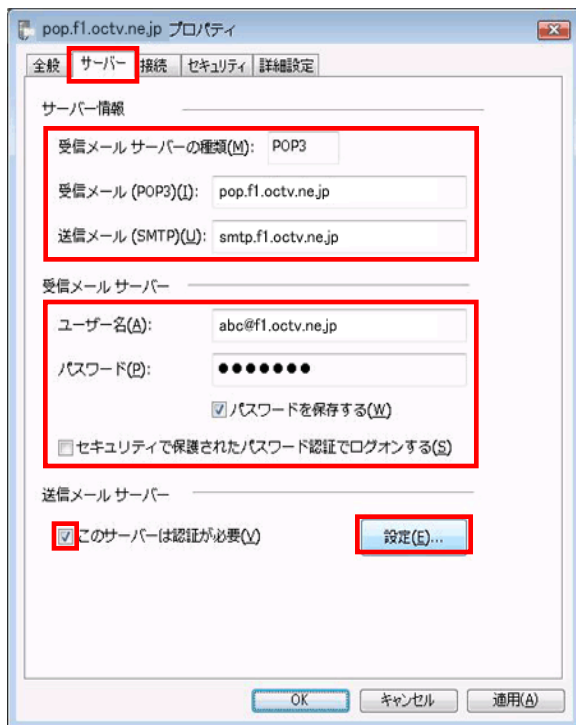 pop.f1.octv.ne.jp プロパティ
全般 サーバー 接続 セキュリティ 詳細設定
サーバー情報
受信メール サーバーの種類(M): POP3
受信メール (POP3)(I): pop.f1.octv.ne.jp
送信メール (SMTP)(U): smtp.f1.octv.ne.jp
受信メール サーバー
ユーザー名(A): abc@f1.octv.ne.jp
パスワード(P): ●●●●●●●
パスワードを保存する(W)
セキュリティで保護されたパスワード認証でログオンする(S)
送信メール サーバー
このサーバーは認証が必要(V) 設定(E)...
OK キャンセル 適用(A)